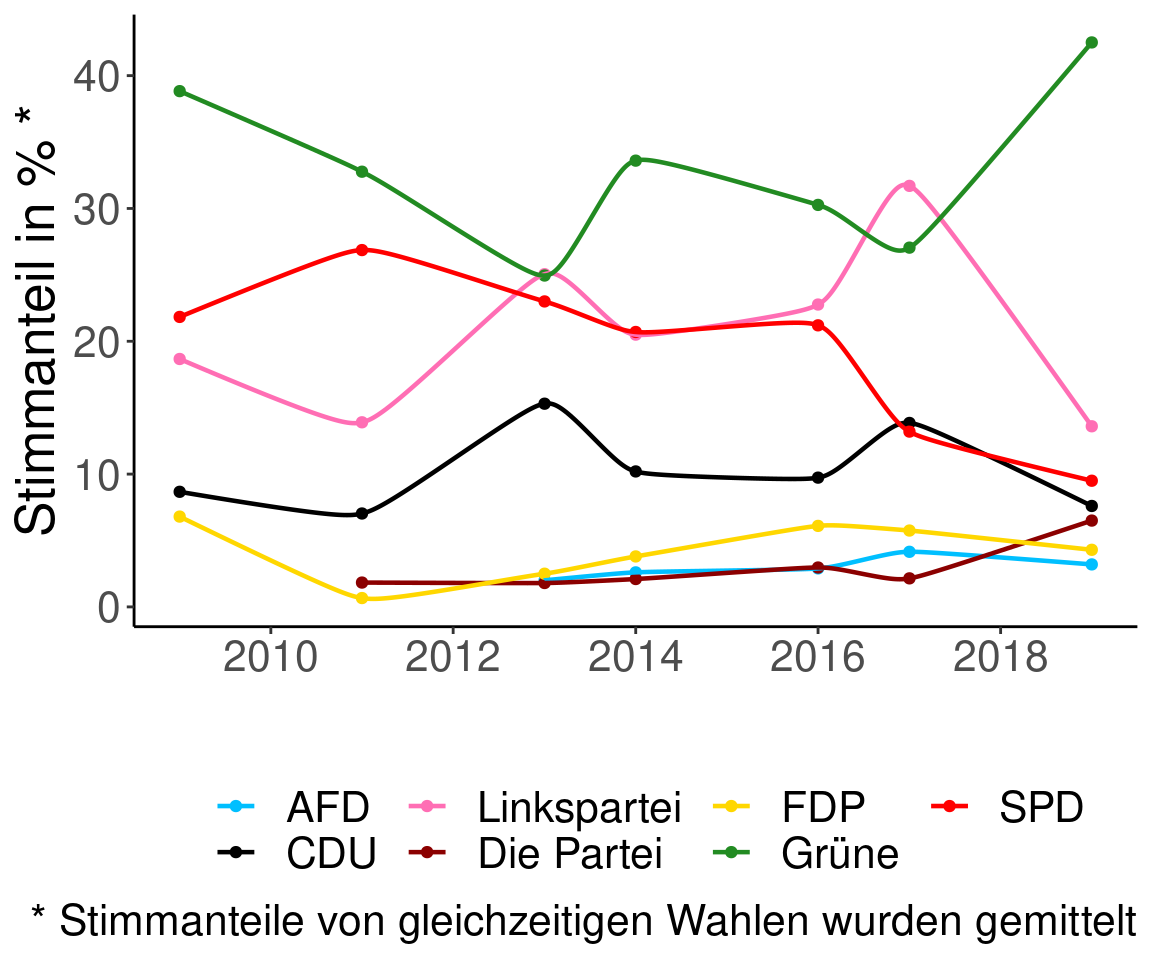 Stimmanteil in % *
40
30
20
10
0
2010 2012 2014 2016 2018
AFD Linkspartei FDP SPD
CDU Die Partei Grüne
* Stimmanteile von gleichzeitigen Wahlen wurden gemittelt